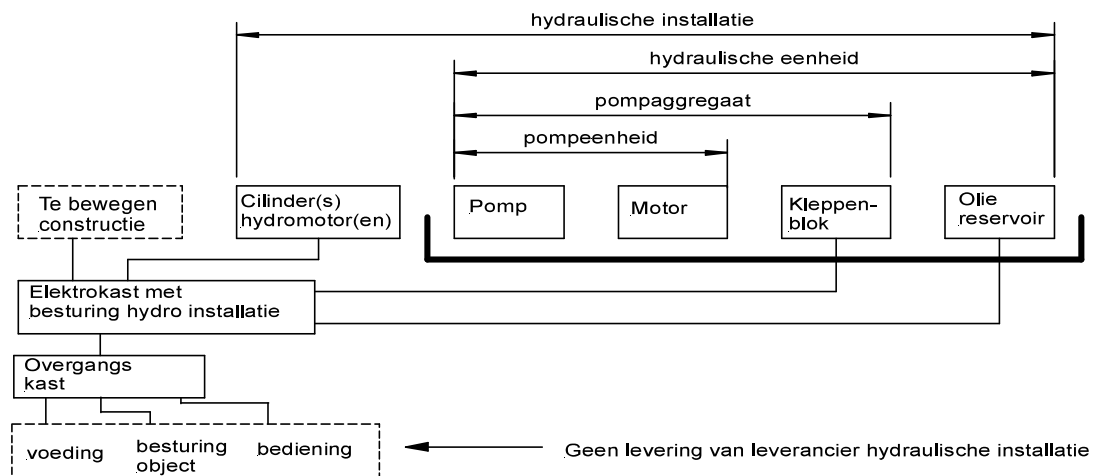 hydraulische installatie
hydraulische eenheid
pompaggregaat
pompeenheid
Te bewegen
constructie
Cilinder(s)
hydromotor(en)
Pomp
Motor
Kleppen-
blok
Olie
reservoir
Elektrokast met
besturing hydro installatie
Overgangs
kast
voeding
besturing
object
bediening
Geen levering van leverancier hydraulische installatie